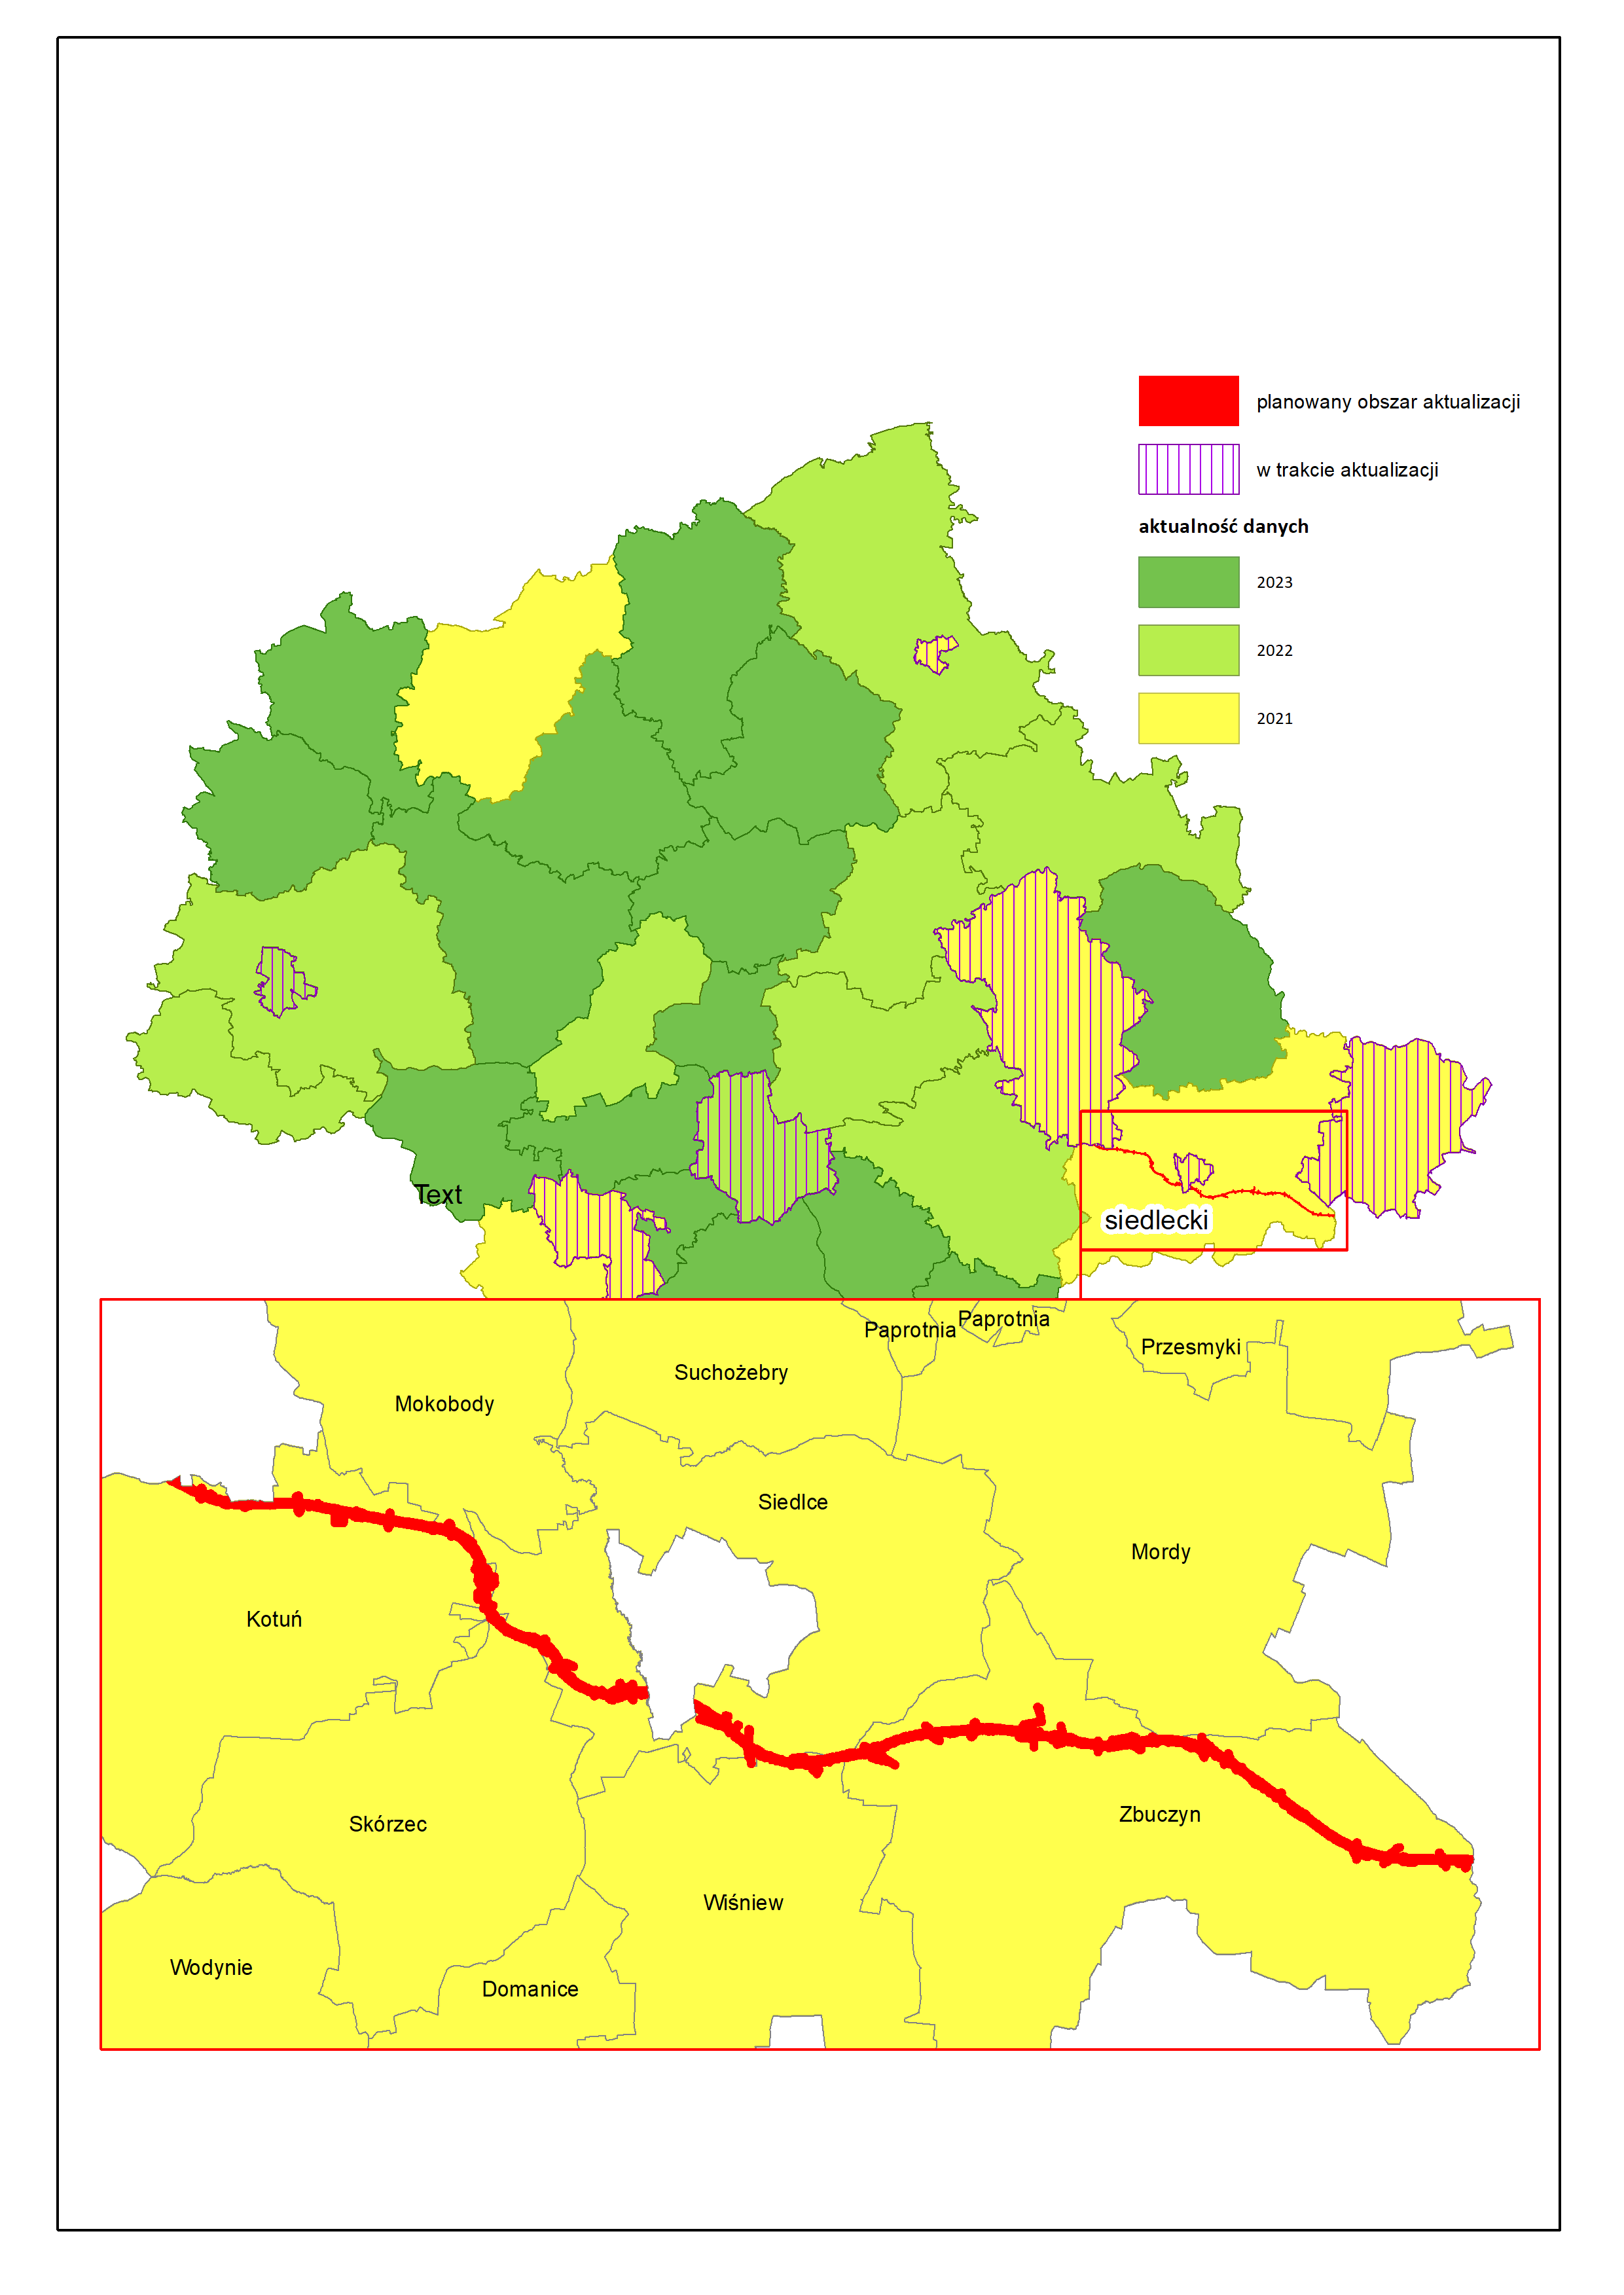 planowany obszar aktualizacji
w trakcie aktualizacji
aktualność danych
2023
2022
2021
Text
siedlecki
Paprotnia
Paprotnia
Przesmyki
Suchożebry
Mokobody
Siedlce
Mordy
Kotuń
Zbuczyn
Skórzec
Wiśniew
Wodynie
Domanice